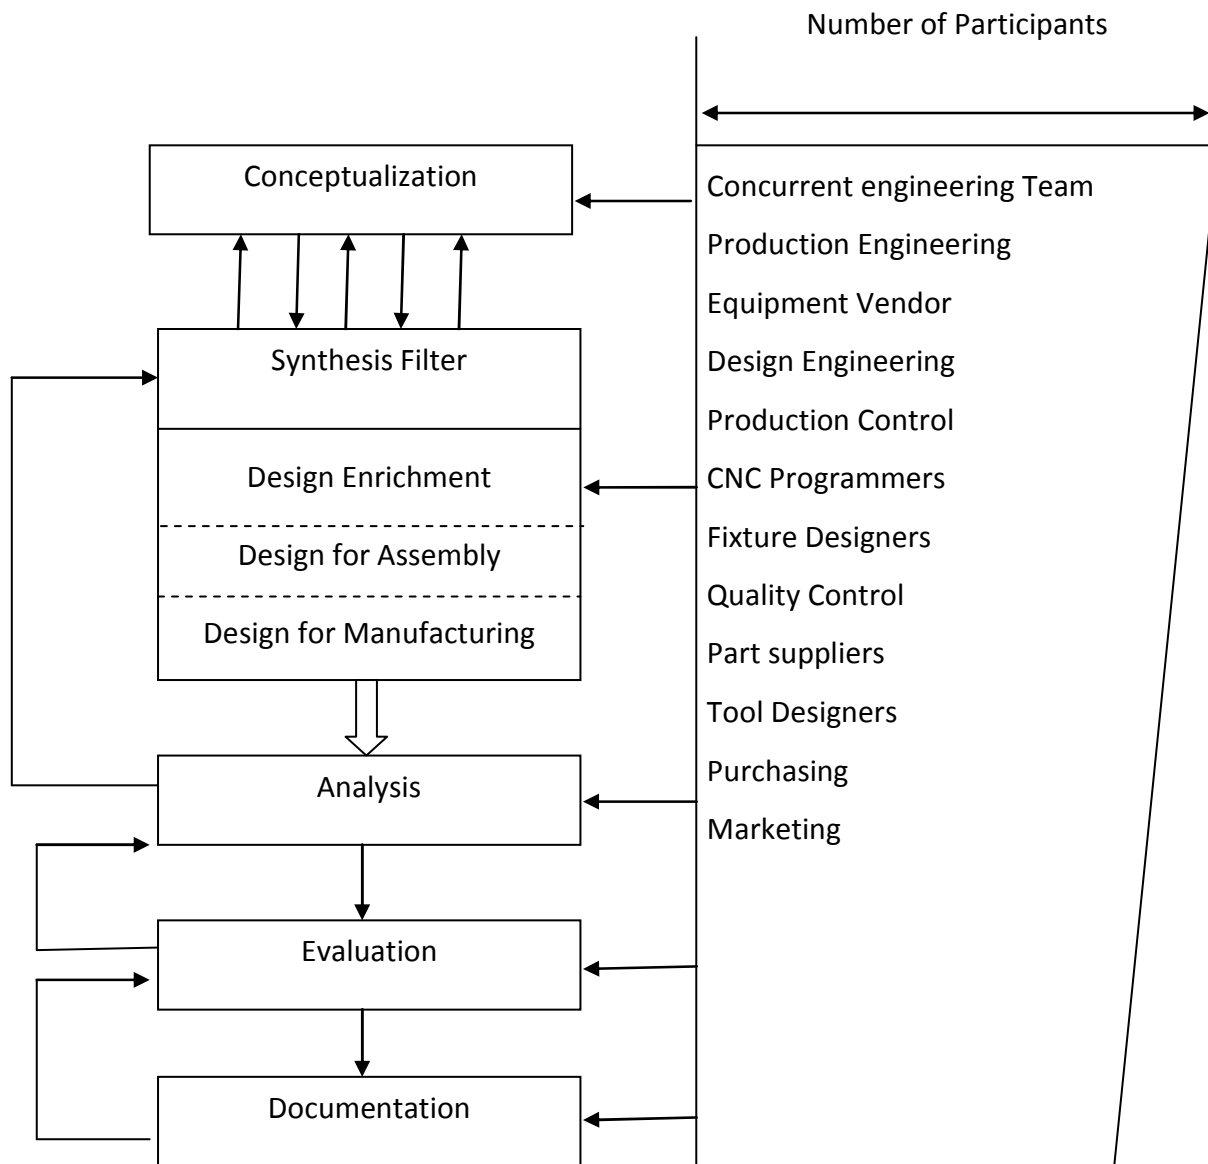 Number of Participants
Conceptualization
Synthesis Filter
Design Enrichment
Design for Assembly
Design for Manufacturing
Analysis
Evaluation
Documentation
Concurrent engineering Team
Production Engineering
Equipment Vendor
Design Engineering
Production Control
CNC Programmers
Fixture Designers
Quality Control
Part suppliers
Tool Designers
Purchasing
Marketing